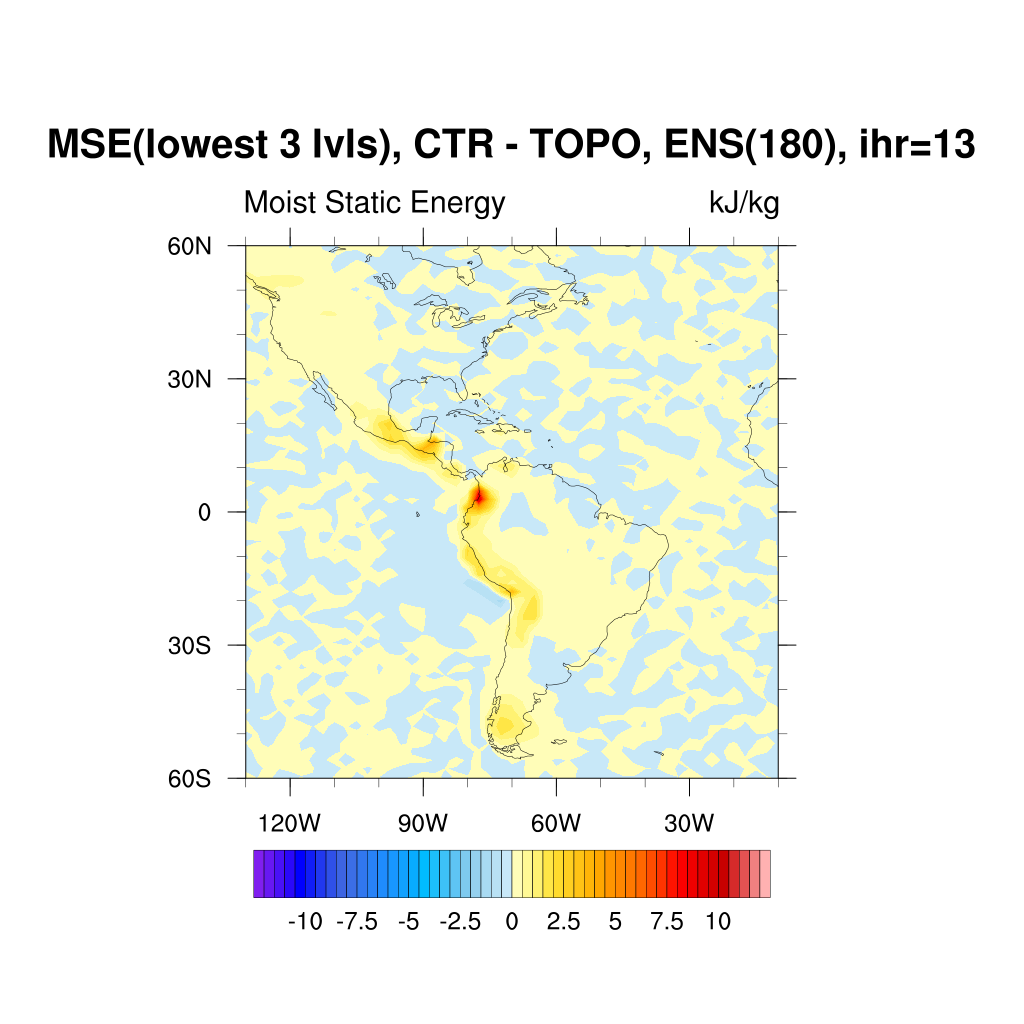 MSE(lowest 3 lvls), CTR - TOPO, ENS(180), ihr=13
Moist Static Energy kJ/kg
60N
30N
0
30S
60S
120W 90W 60W 30W
-10 -7.5 -5 -2.5 0 2.5 5 7.5 10